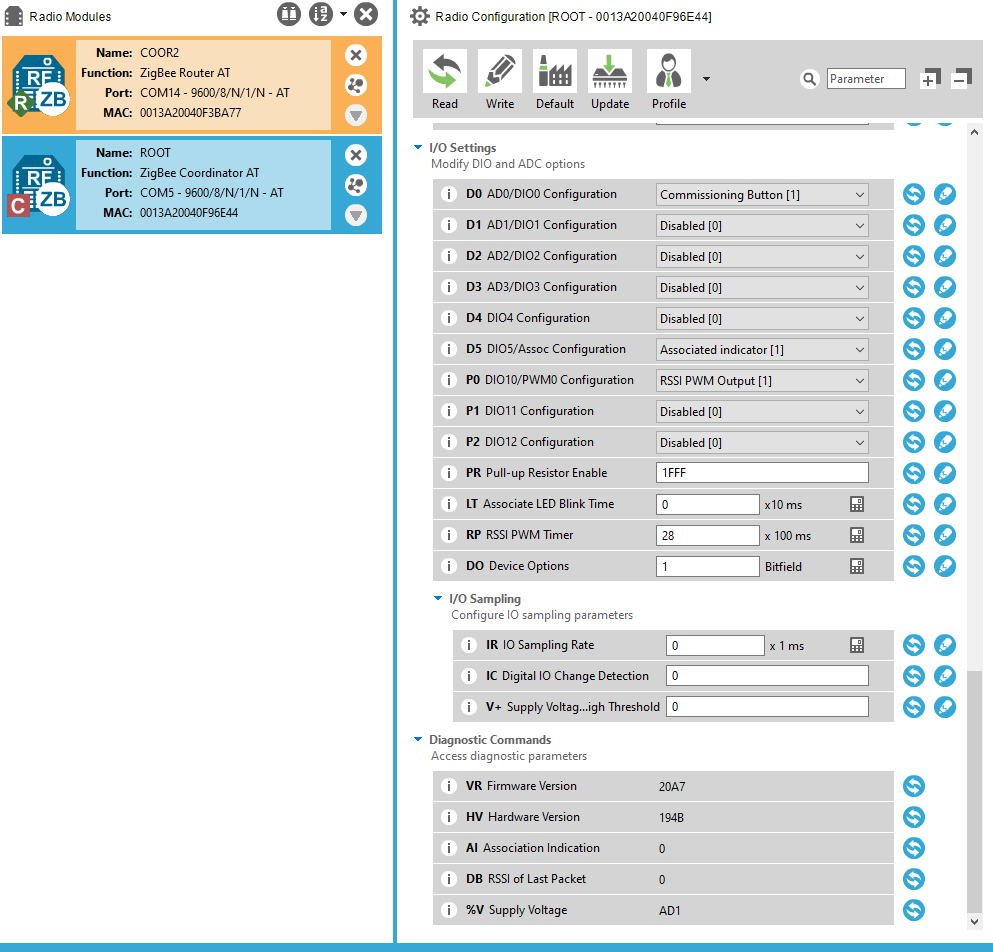 Radio Modules
Name: COOR2
Function: ZigBee Router AT
Port: COM14 - 9600/8/N/1/N - AT
MAC: 0013A20040F3BA77
RF
R ZB
Name: ROOT
Function: ZigBee Coordinator AT
Port: COM5 - 9600/8/N/1/N - AT
MAC: 0013A20040F96E44
RF
C ZB
Radio Configuration [ROOT - 0013A20040F96E44]
Read Write Default Update Profile Parameter
I/O Settings
Modify DIO and ADC options
i D0 AD0/DIO0 Configuration Commissioning Button [1]
i D1 AD1/DIO1 Configuration Disabled [0]
i D2 AD2/DIO2 Configuration Disabled [0]
i D3 AD3/DIO3 Configuration Disabled [0]
i D4 DIO4 Configuration Disabled [0]
i D5 DIO5/Assoc Configuration Associated indicator [1]
i P0 DIO10/PWM0 Configuration RSSI PWM Output [1]
i P1 DIO11 Configuration Disabled [0]
i P2 DIO12 Configuration Disabled [0]
i PR Pull-up Resistor Enable 1FFF
i LT Associate LED Blink Time 0 x10 ms
i RP RSSI PWM Timer 28 x 100 ms
i DO Device Options 1 Bitfield
I/O Sampling
Configure IO sampling parameters
i IR IO Sampling Rate 0 x 1 ms
i IC Digital IO Change Detection 0
i V+ Supply Voltag...igh Threshold 0
Diagnostic Commands
Access diagnostic parameters
i VR Firmware Version 20A7
i HV Hardware Version 194B
i AI Association Indication 0
i DB RSSI of Last Packet 0
i %V Supply Voltage AD1